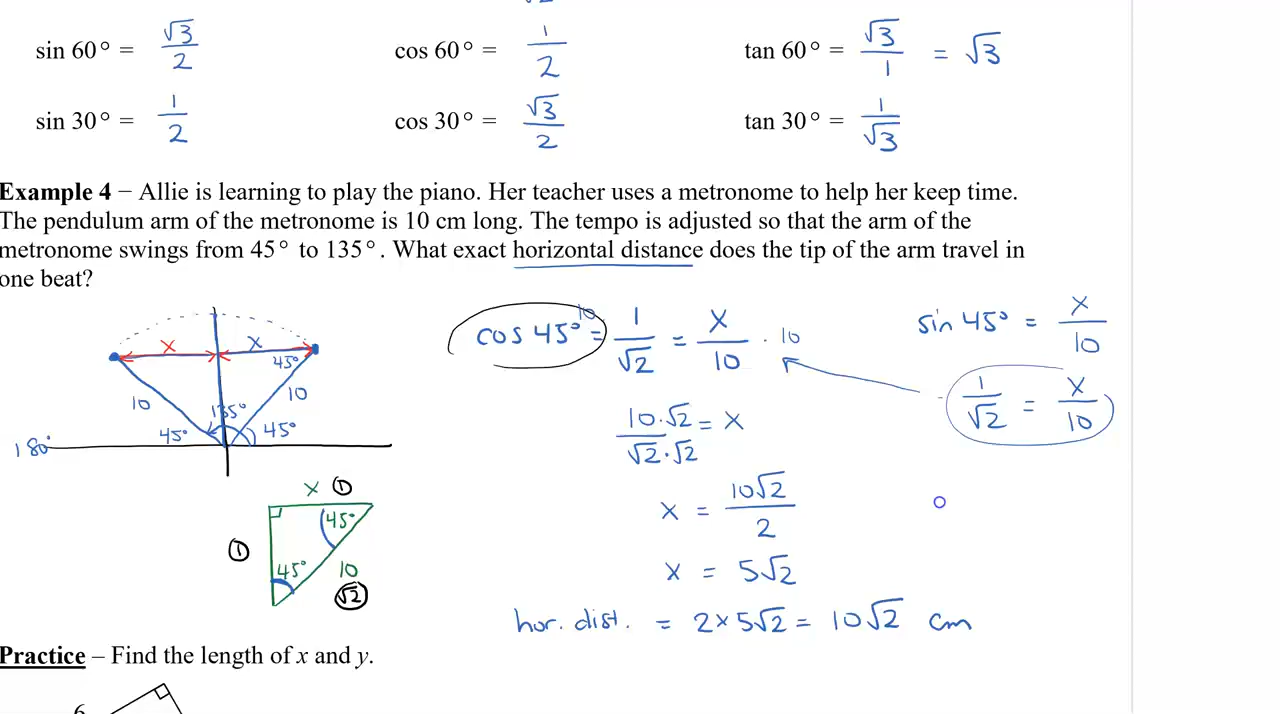 √2
sin 60° = √3/2 cos 60° = 1/2 tan 60° = √3/1 = √3
sin 30° = 1/2 cos 30° = √3/2 tan 30° = 1/√3
Example 4 − Allie is learning to play the piano. Her teacher uses a metronome to help her keep time.
The pendulum arm of the metronome is 10 cm long. The tempo is adjusted so that the arm of the
metronome swings from 45° to 135°. What exact horizontal distance does the tip of the arm travel in
one beat?
x x
45°
10 10
135°
180° 45° 45°
x ①
45°
① 45° 10
√2
10· cos 45° = 1/√2 = x/10 · 10
10·√2/√2·√2 = x
x = 10√2/2
x = 5√2
hor. dist. = 2×5√2 = 10√2 cm
sin 45° = x/10
1/√2 = x/10
Practice – Find the length of x and y.
6